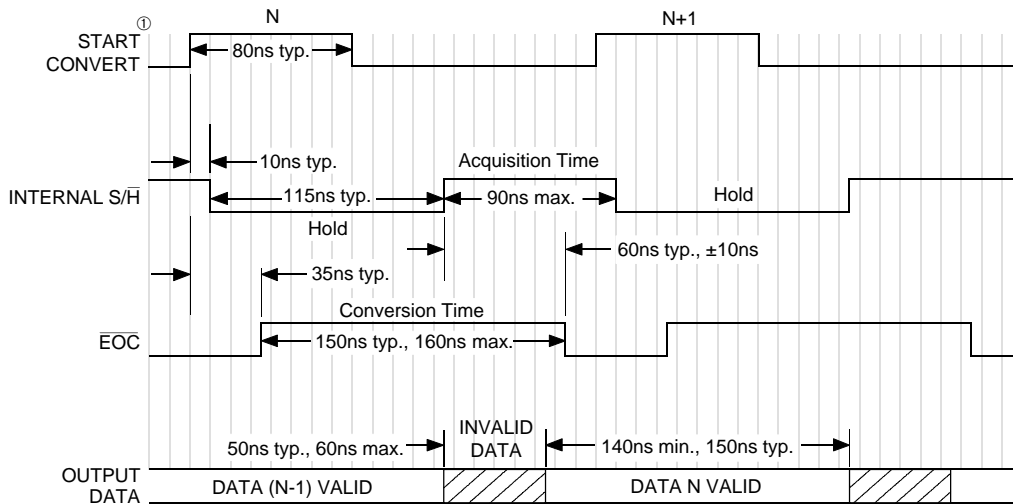 ①
N
N+1
START
CONVERT
80ns typ.
10ns typ.
Acquisition Time
INTERNAL S/H̅
115ns typ.
90ns max.
Hold
Hold
60ns typ., ±10ns
35ns typ.
Conversion Time
E̅O̅C̅
150ns typ., 160ns max.
INVALID
DATA
50ns typ., 60ns max.
140ns min., 150ns typ.
OUTPUT
DATA
DATA (N-1) VALID
DATA N VALID